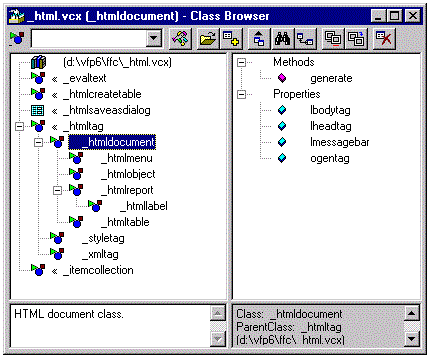 _html.vcx (_htmldocument) - Class Browser
(d:\vfp6\ffc\_html.vcx)
« _evaltext
« _htmlcreatetable
« _htmlsaveasdialog
« _htmltag
_htmldocument
_htmlmenu
_htmlobject
_htmlreport
_htmllabel
_htmltable
_styletag
_xmltag
« _itemcollection
Methods
generate
Properties
lbodytag
lheadtag
lmessagebar
ogentag
HTML document class.
Class: _htmldocument
ParentClass: _htmltag
(d:\vfp6\ffc\_html.vcx)